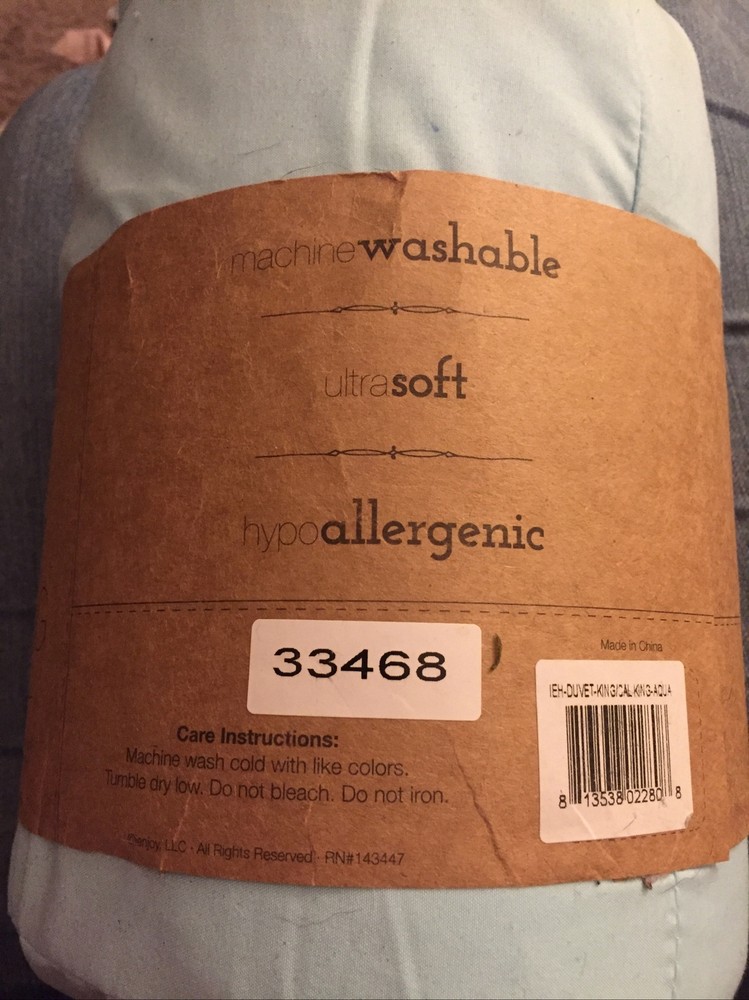 machinewashable
ultrasoft
hypoallergenic
Made in China
33468
IEH-DUVET-KING/CAL KING-AQUA
8 13538 02280 8
Care Instructions:
Machine wash cold with like colors.
Tumble dry low. Do not bleach. Do not iron.
ienjoy, LLC · All Rights Reserved · RN#143447